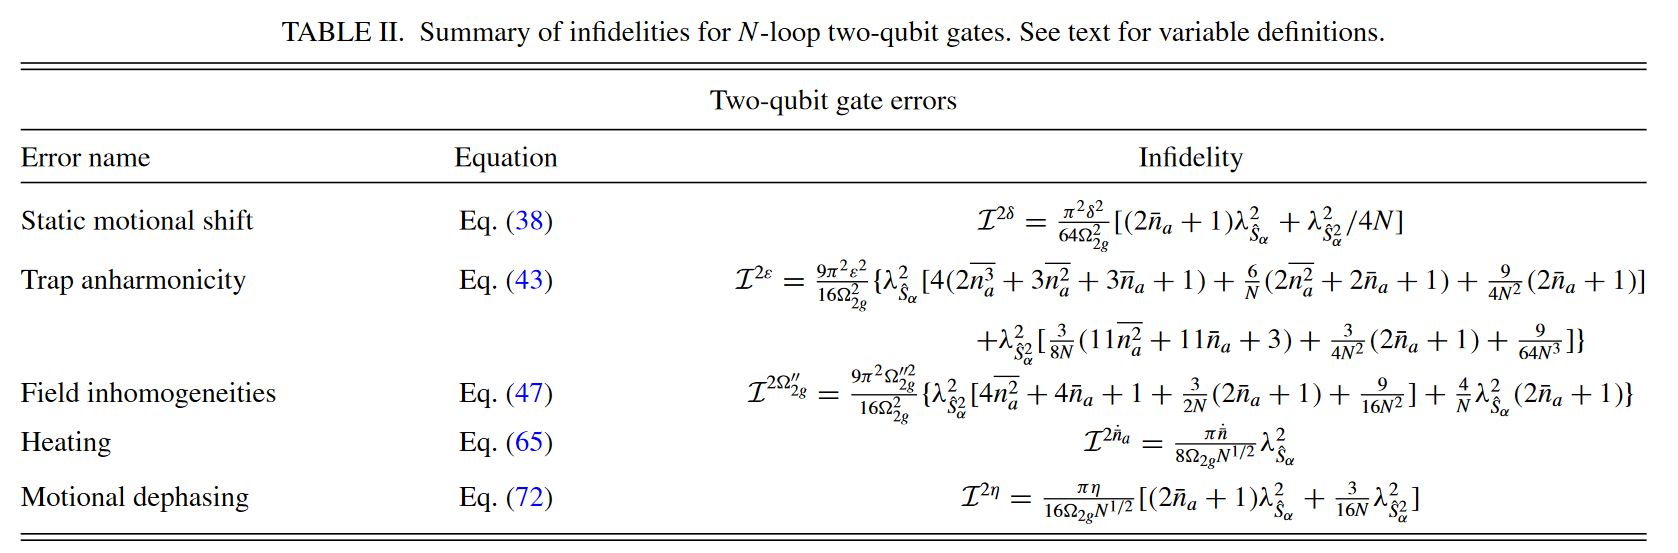 TABLE II. Summary of infidelities for N-loop two-qubit gates. See text for variable definitions.
Two-qubit gate errors
Error name Equation Infidelity
Static motional shift Eq. (38) $\mathcal{I}^{2\delta} = \frac{\pi^2\delta^2}{64\Omega_{2g}^2}[(2\bar{n}_a + 1)\lambda_{\hat{S}_\alpha}^2 + \lambda_{\hat{S}_\alpha^2}^2/4N]$
Trap anharmonicity Eq. (43) $\mathcal{I}^{2\varepsilon} = \frac{9\pi^2\varepsilon^2}{16\Omega_{2g}^2}\{\lambda_{\hat{S}_\alpha}^2[4(2\overline{n_a^3} + 3\overline{n_a^2} + 3\bar{n}_a + 1) + \frac{6}{N}(2\overline{n_a^2} + 2\bar{n}_a + 1) + \frac{9}{4N^2}(2\bar{n}_a + 1)]$
$+\lambda_{\hat{S}_\alpha^2}^2[\frac{3}{8N}(11\overline{n_a^2} + 11\bar{n}_a + 3) + \frac{3}{4N^2}(2\bar{n}_a + 1) + \frac{9}{64N^3}]\}$
Field inhomogeneities Eq. (47) $\mathcal{I}^{2\Omega_{2g}''} = \frac{9\pi^2\Omega_{2g}''^2}{16\Omega_{2g}^2}\{\lambda_{\hat{S}_\alpha^2}^2[4\overline{n_a^2} + 4\bar{n}_a + 1 + \frac{3}{2N}(2\bar{n}_a + 1) + \frac{9}{16N^2}] + \frac{4}{N}\lambda_{\hat{S}_\alpha}^2(2\bar{n}_a + 1)\}$
Heating Eq. (65) $\mathcal{I}^{2\dot{\bar{n}}_a} = \frac{\pi\dot{\bar{n}}}{8\Omega_{2g}N^{1/2}}\lambda_{\hat{S}_\alpha}^2$
Motional dephasing Eq. (72) $\mathcal{I}^{2\eta} = \frac{\pi\eta}{16\Omega_{2g}N^{1/2}}[(2\bar{n}_a + 1)\lambda_{\hat{S}_\alpha}^2 + \frac{3}{16N}\lambda_{\hat{S}_\alpha^2}^2]$